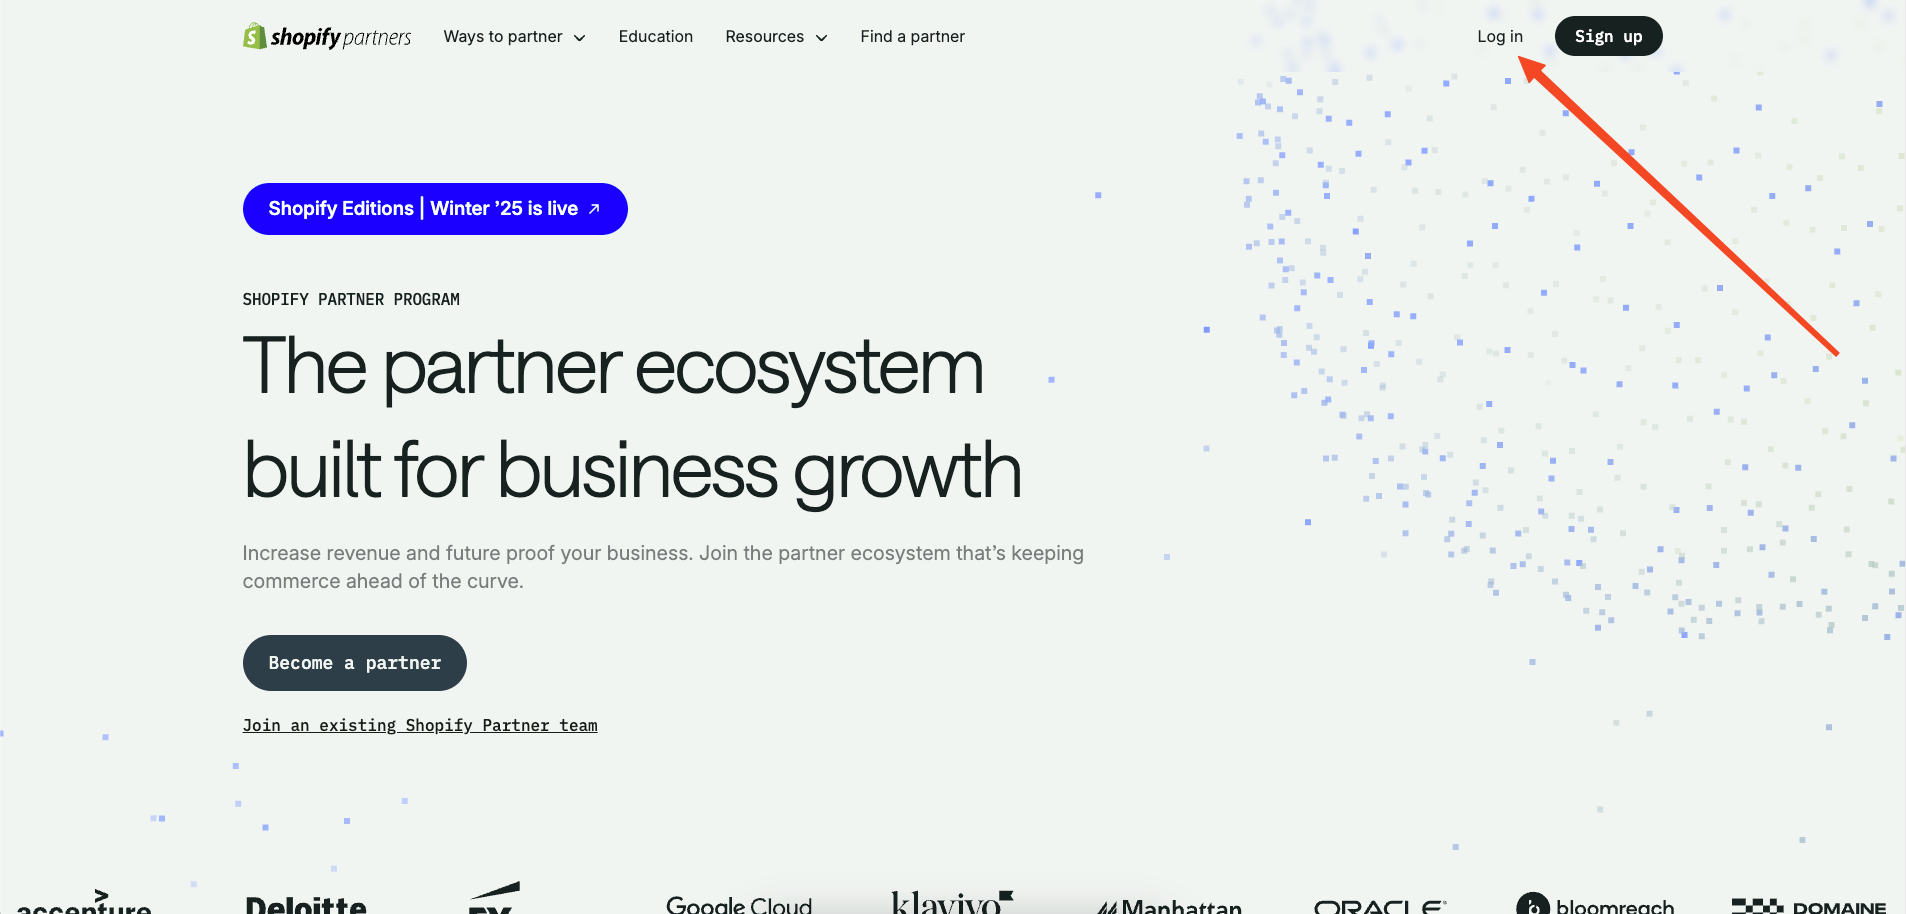 shopify partners Ways to partner Education Resources Find a partner Log in Sign up
Shopify Editions | Winter ’25 is live ↗
SHOPIFY PARTNER PROGRAM
The partner ecosystem
built for business growth
Increase revenue and future proof your business. Join the partner ecosystem that’s keeping
commerce ahead of the curve.
Become a partner
Join an existing Shopify Partner team
accenture Deloitte EY Google Cloud klaviyo Manhattan ORACLE bloomreach DOMAINE